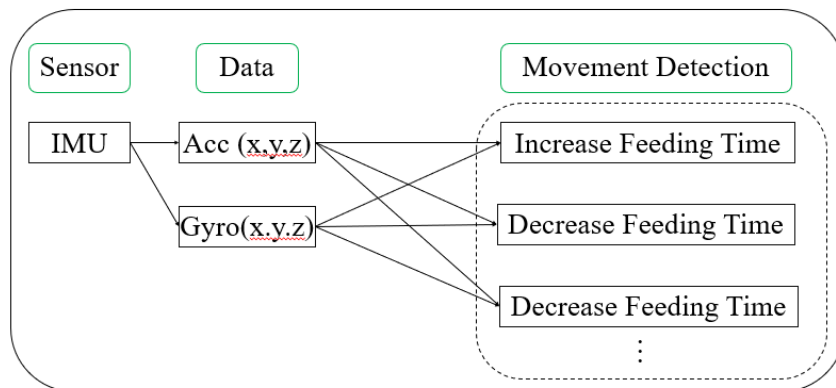 Sensor
Data
Movement Detection
IMU
Acc (x,y,z)
Increase Feeding Time
Gyro(x.y.z)
Decrease Feeding Time
Decrease Feeding Time
⋮